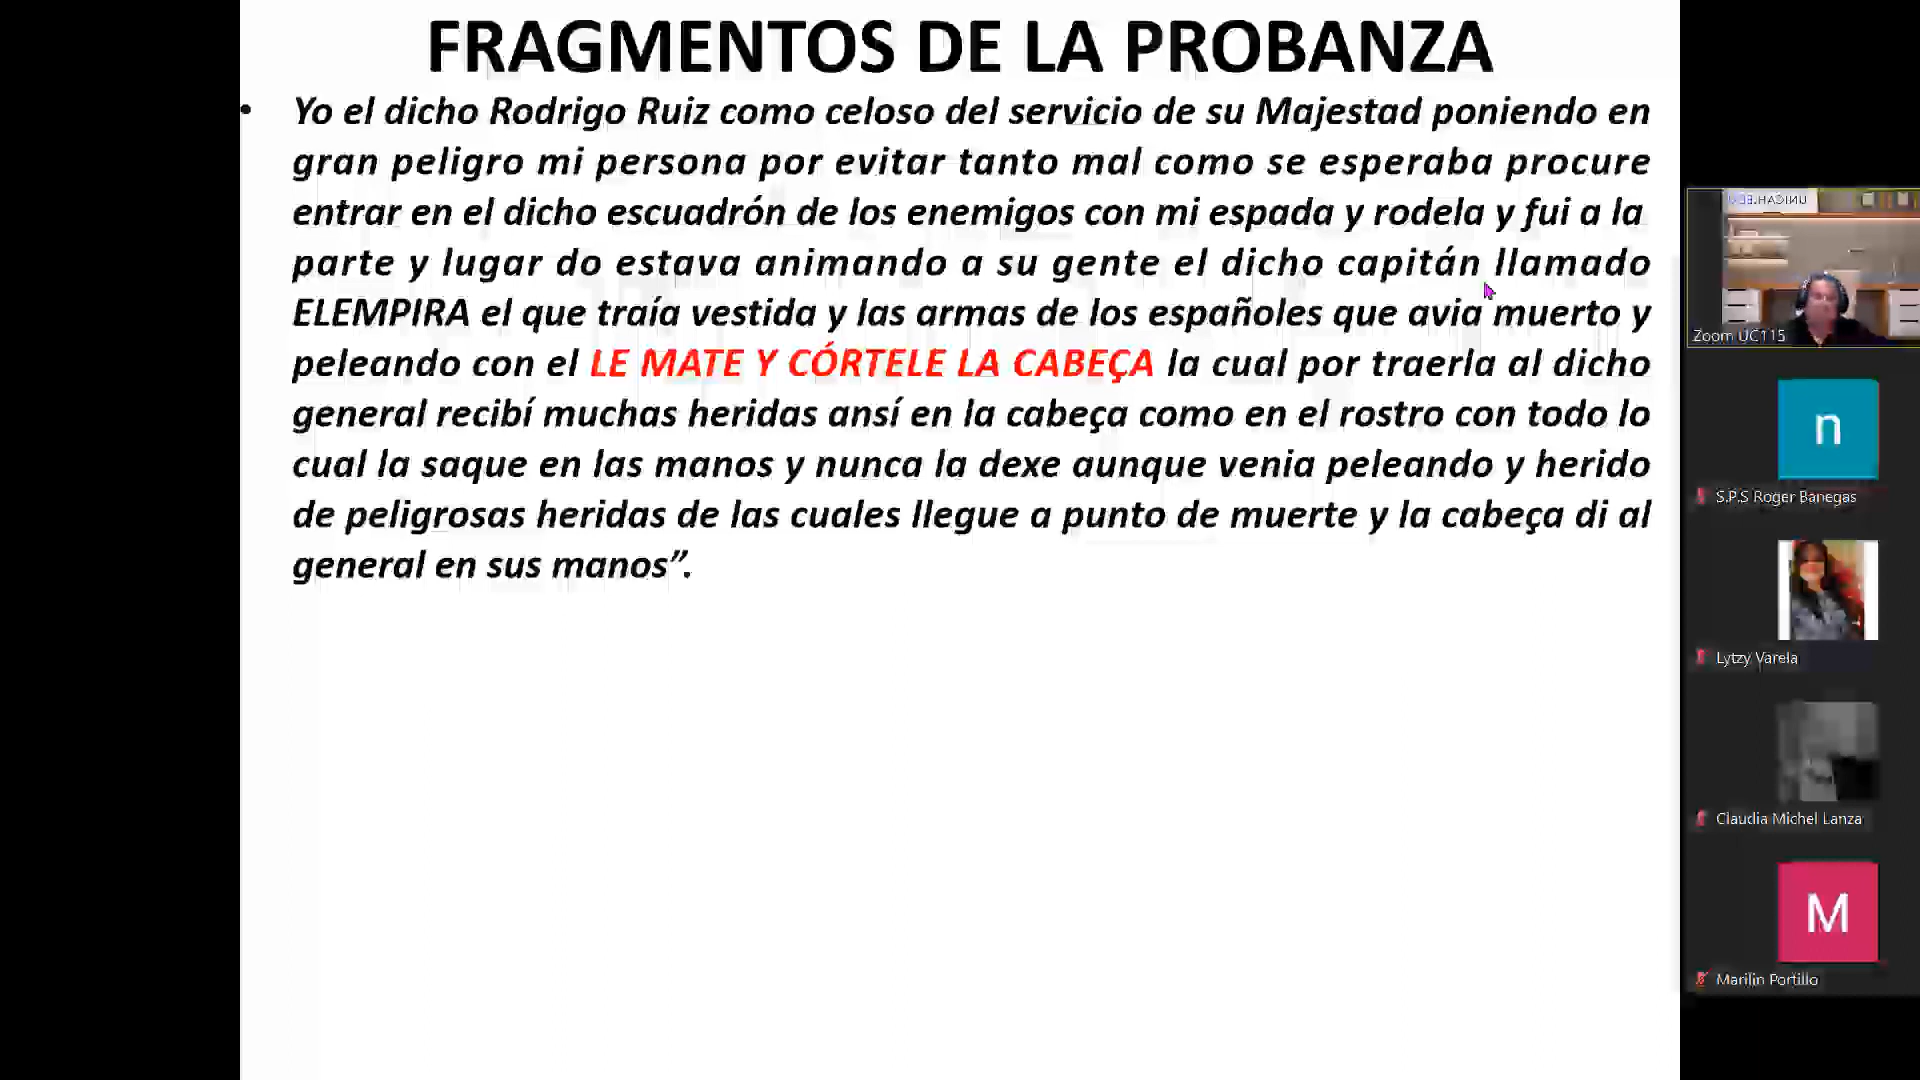 FRAGMENTOS DE LA PROBANZA
• Yo el dicho Rodrigo Ruiz como celoso del servicio de su Majestad poniendo en
gran peligro mi persona por evitar tanto mal como se esperaba procure
entrar en el dicho escuadrón de los enemigos con mi espada y rodela y fui a la
parte y lugar do estava animando a su gente el dicho capitán llamado
ELEMPIRA el que traía vestida y las armas de los españoles que avia muerto y
peleando con el LE MATE Y CÓRTELE LA CABEÇA la cual por traerla al dicho
general recibí muchas heridas ansí en la cabeça como en el rostro con todo lo
cual la saque en las manos y nunca la dexe aunque venia peleando y herido
de peligrosas heridas de las cuales llegue a punto de muerte y la cabeça di al
general en sus manos”.
Zoom UC115
n
S.P.S Roger Banegas
Lytzy Varela
Claudia Michel Lanza
M
Marilin Portillo